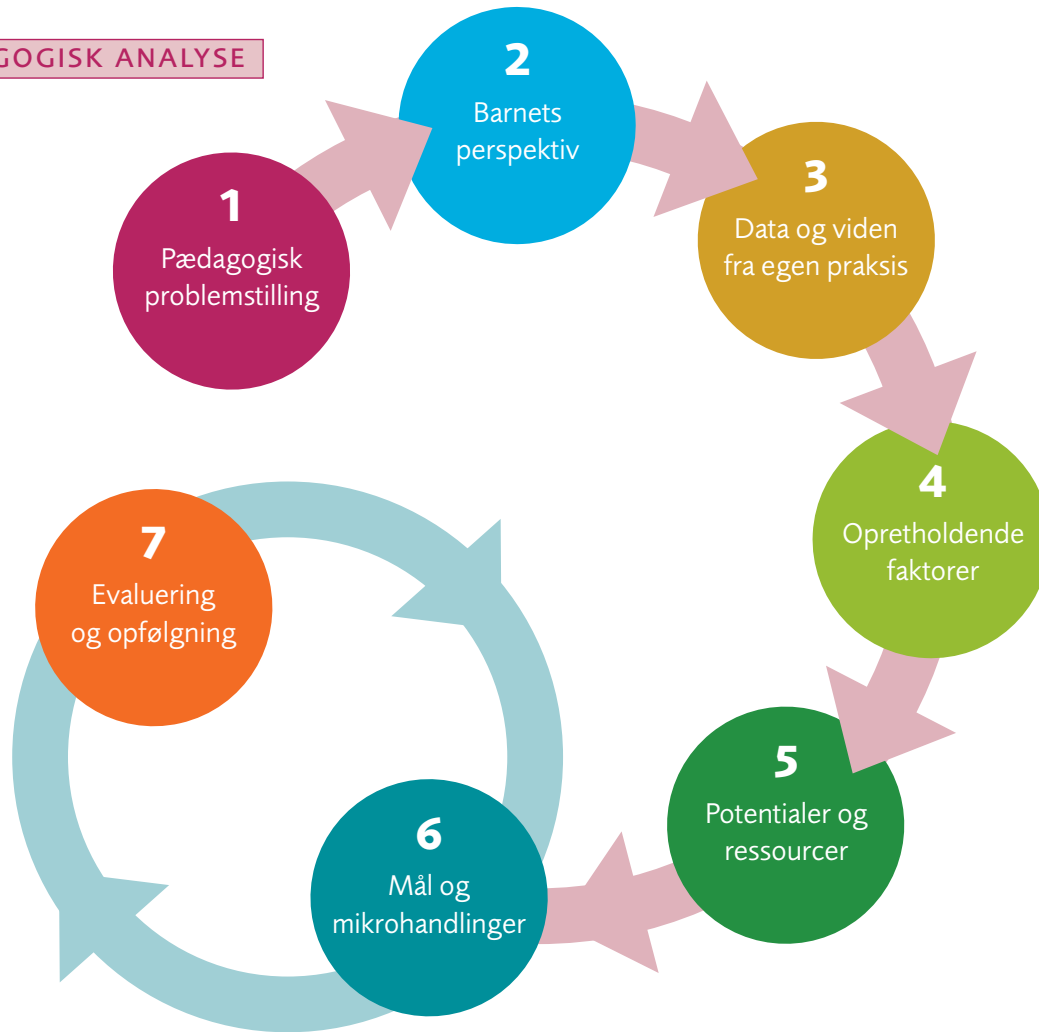 GOGISK ANALYSE
1
Pædagogisk
problemstilling
2
Barnets
perspektiv
3
Data og viden
fra egen praksis
4
Opretholdende
faktorer
5
Potentialer og
ressourcer
6
Mål og
mikrohandlinger
7
Evaluering
og opfølgning